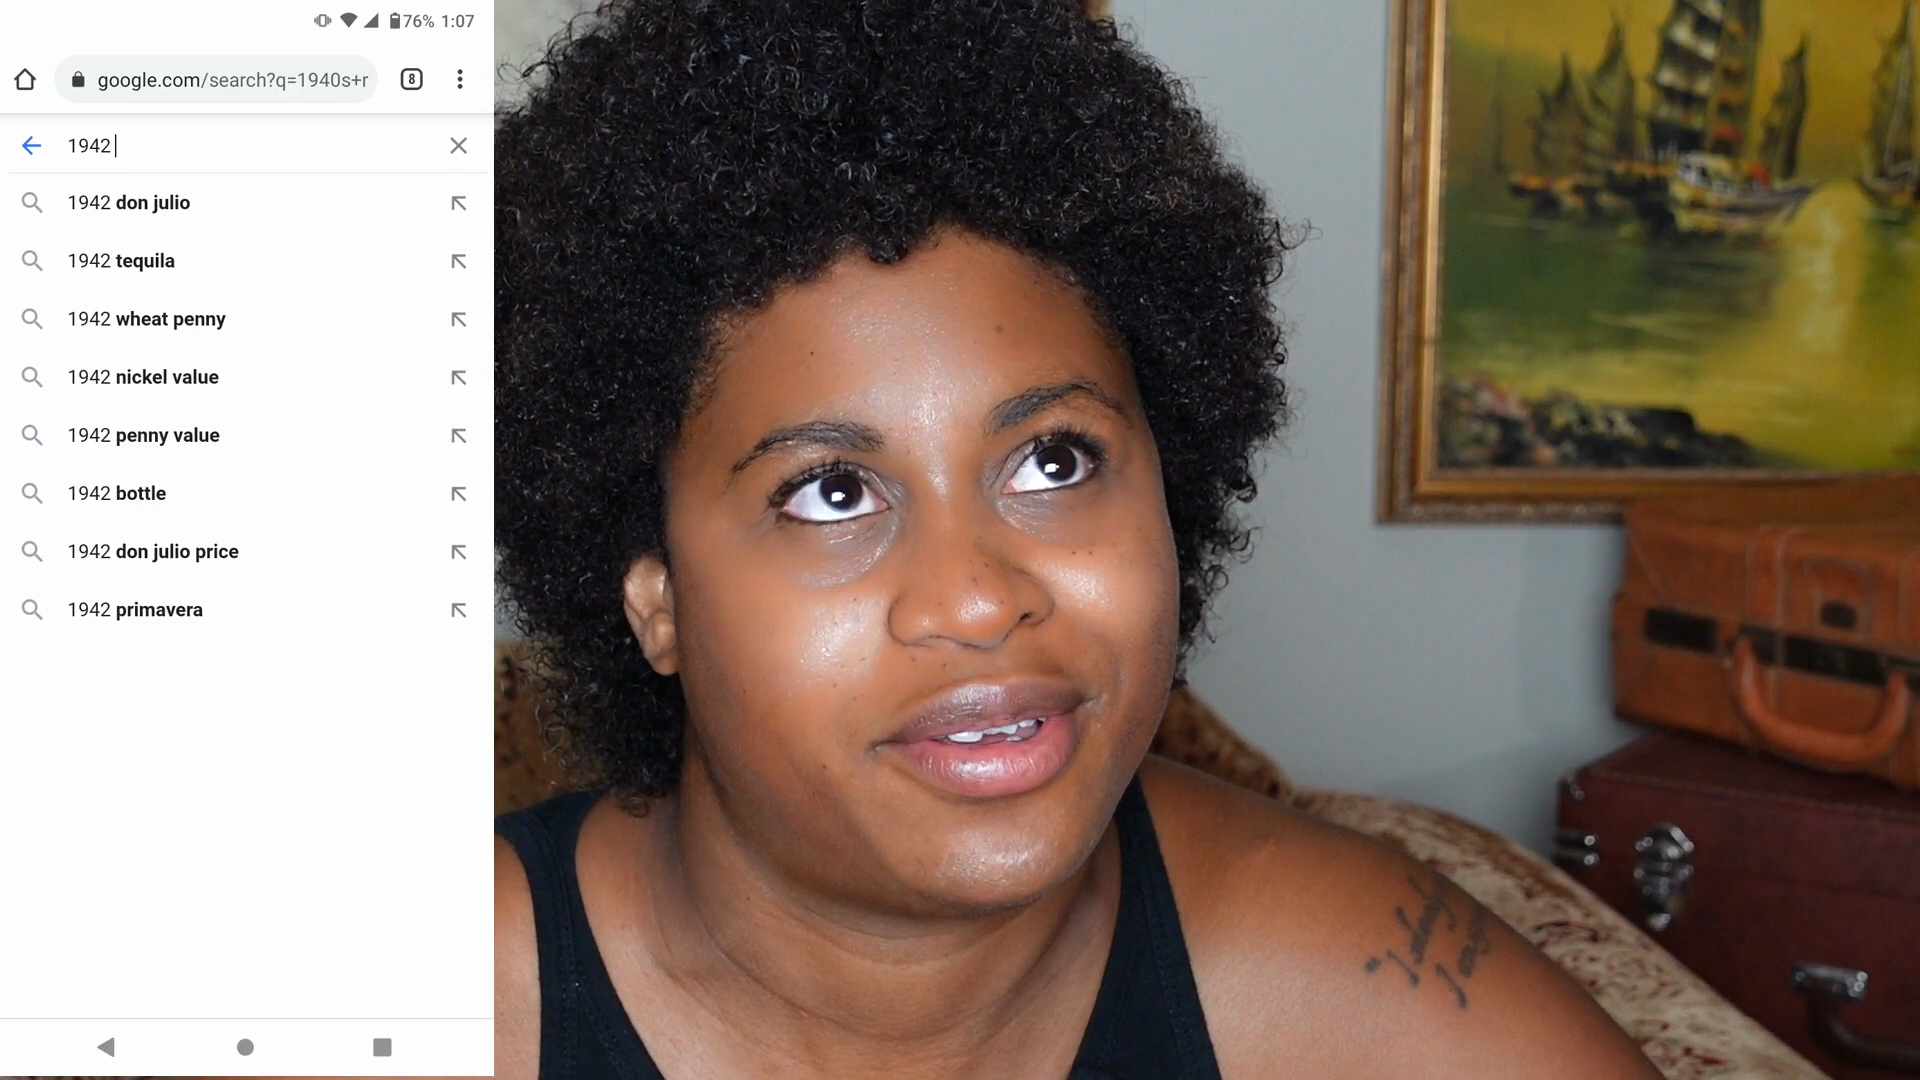 76% 1:07
google.com/search?q=1940s+r
8
1942
1942 don julio
1942 tequila
1942 wheat penny
1942 nickel value
1942 penny value
1942 bottle
1942 don julio price
1942 primavera